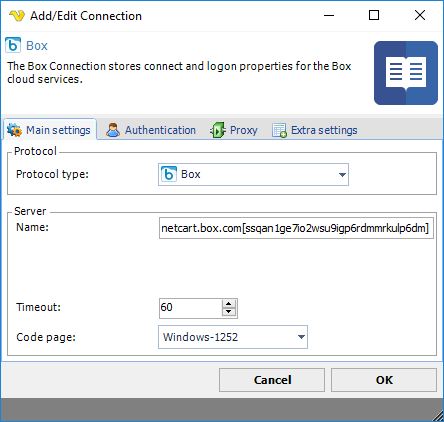 Add/Edit Connection
Box
The Box Connection stores connect and logon properties for the Box
cloud services.
Main settings Authentication Proxy Extra settings
Protocol
Protocol type: Box
Server
Name: netcart.box.com[ssqan1ge7io2wsu9igp6rdmmrkulp6dm]
Timeout: 60
Code page: Windows-1252
Cancel OK